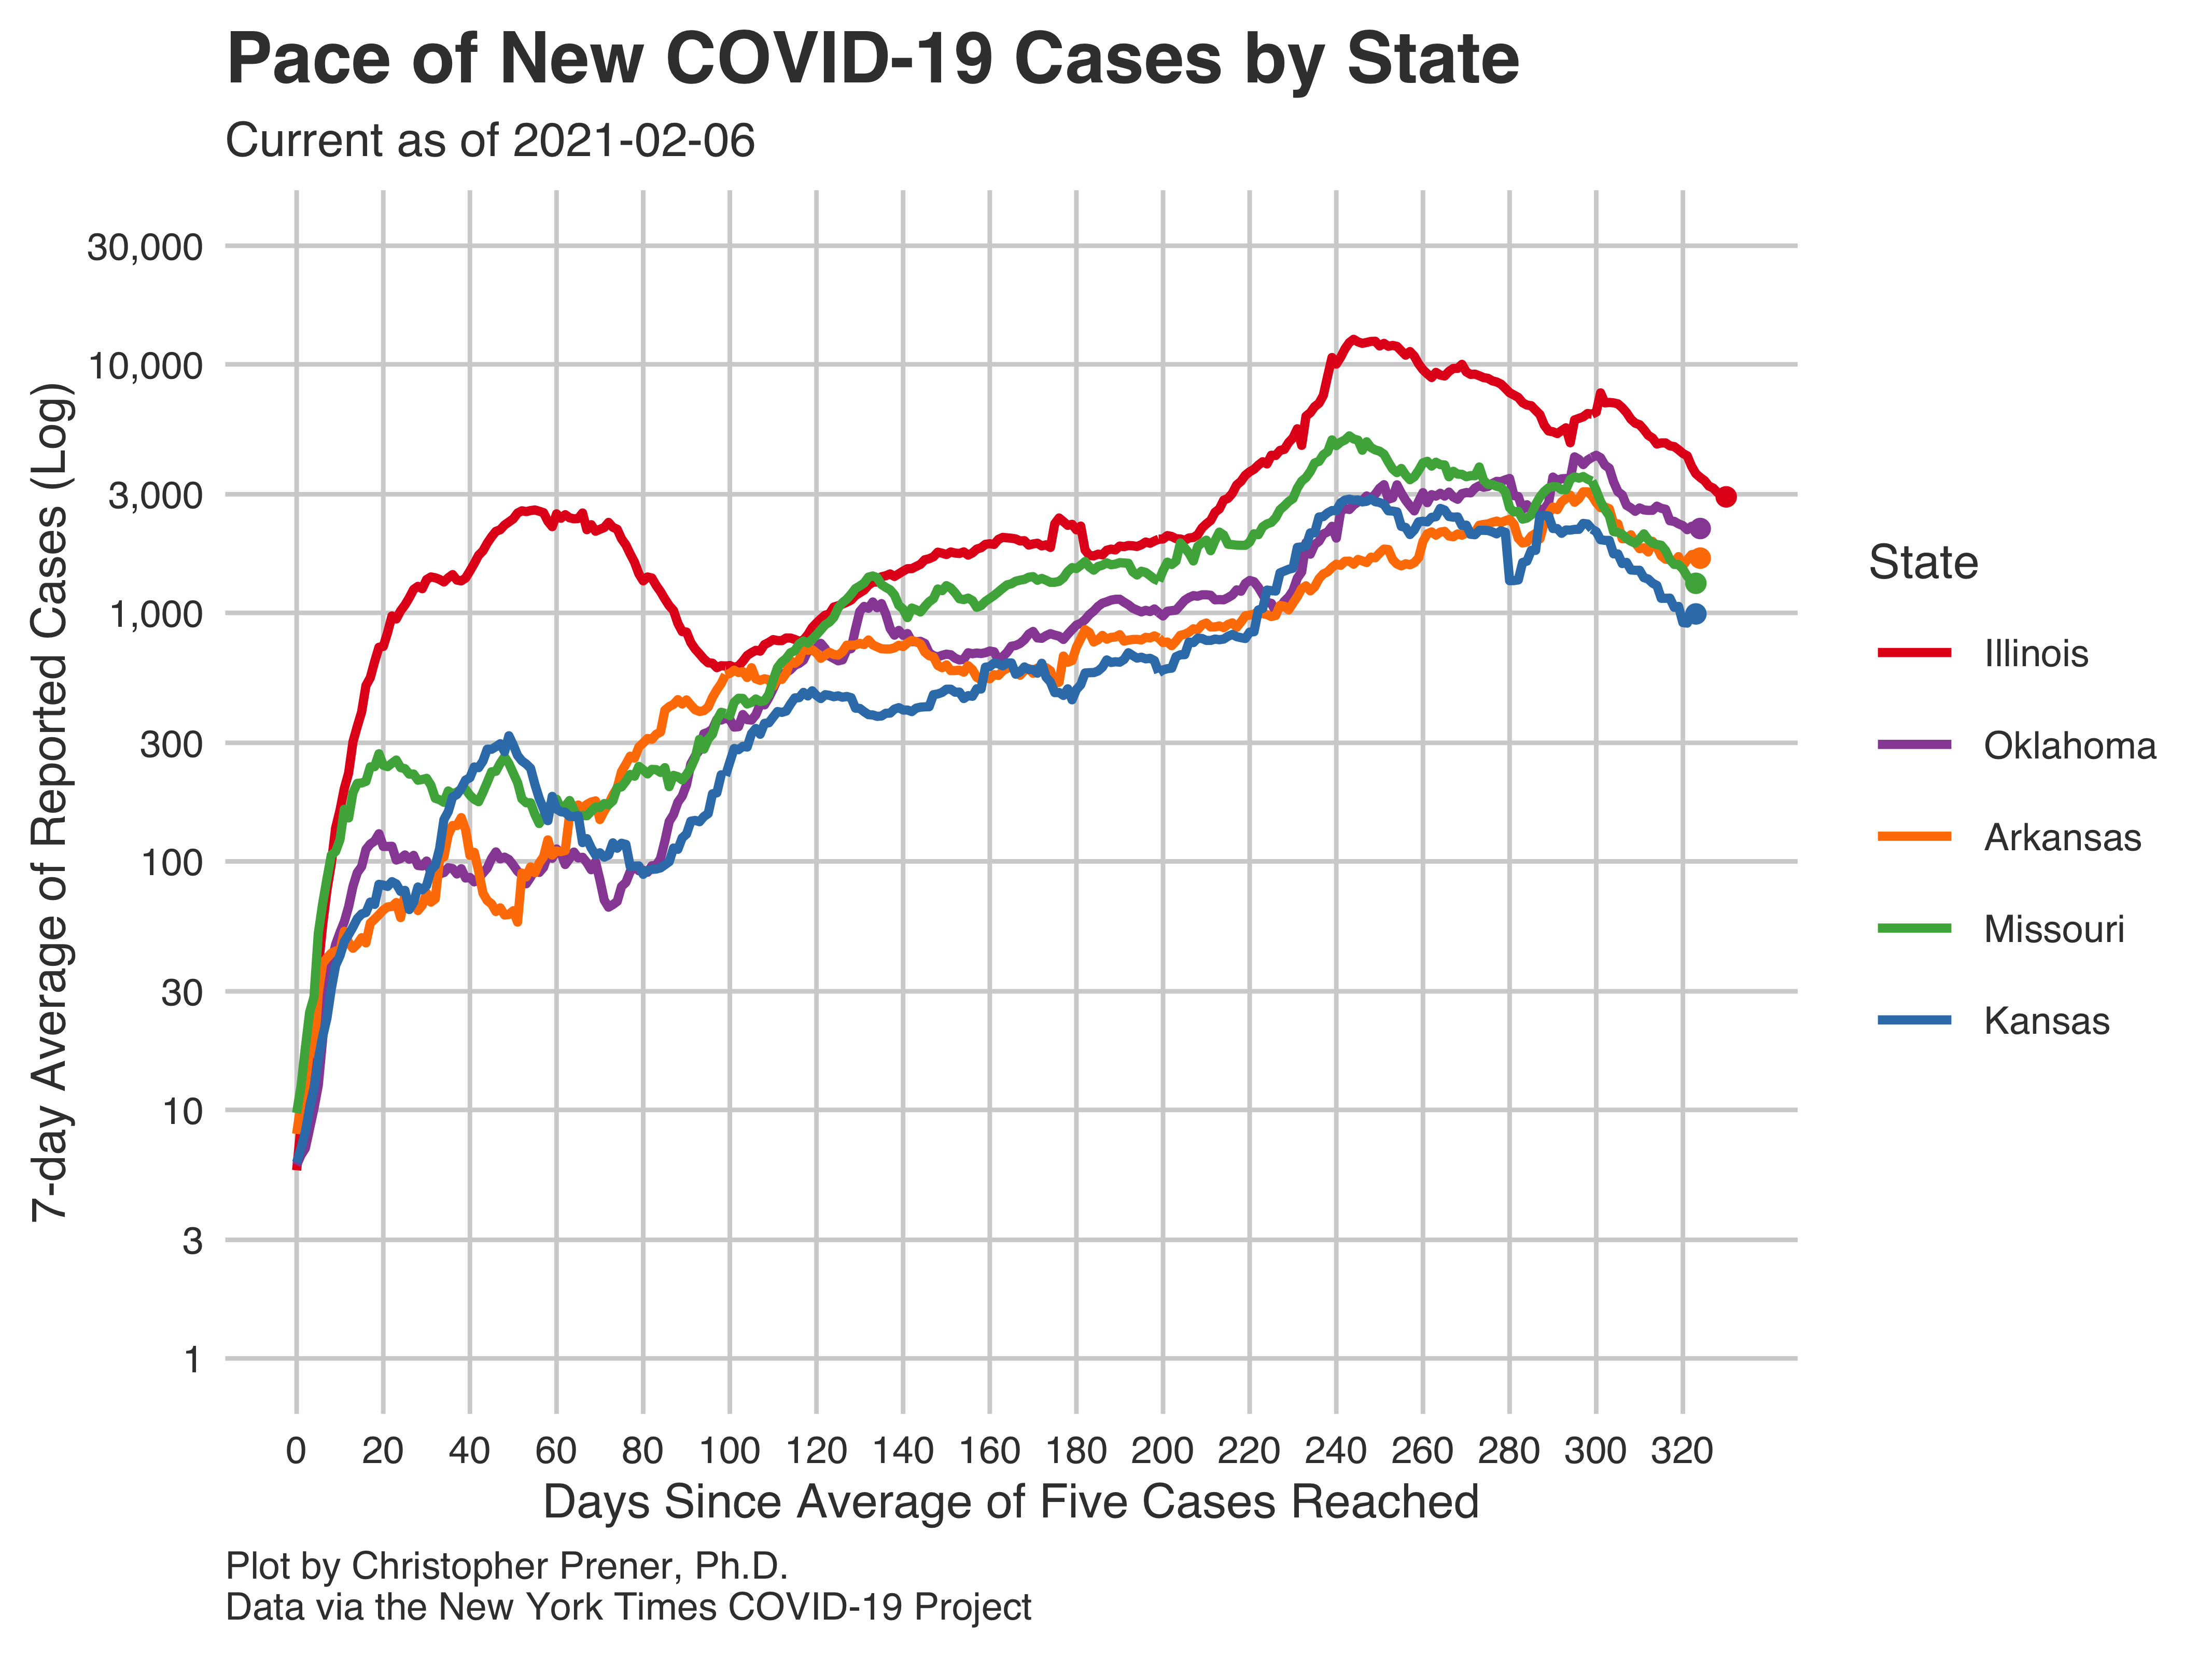 Pace of New COVID-19 Cases by State
Current as of 2021-02-06
7-day Average of Reported Cases (Log)
30,000
10,000
3,000
1,000
300
100
30
10
3
1
0 20 40 60 80 100 120 140 160 180 200 220 240 260 280 300 320
Days Since Average of Five Cases Reached
State
Illinois
Oklahoma
Arkansas
Missouri
Kansas
Plot by Christopher Prener, Ph.D.
Data via the New York Times COVID-19 Project